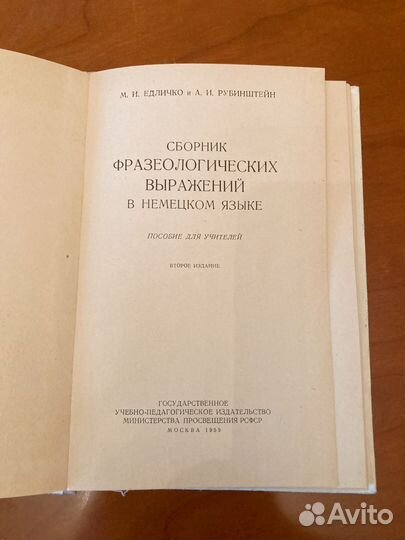 М. И. ЕДЛИЧКО и А. И. РУБИНШТЕЙН
СБОРНИК
ФРАЗЕОЛОГИЧЕСКИХ
ВЫРАЖЕНИЙ
В НЕМЕЦКОМ ЯЗЫКЕ
ПОСОБИЕ ДЛЯ УЧИТЕЛЕЙ
ВТОРОЕ ИЗДАНИЕ
ГОСУДАРСТВЕННОЕ
УЧЕБНО-ПЕДАГОГИЧЕСКОЕ ИЗДАТЕЛЬСТВО
МИНИСТЕРСТВА ПРОСВЕЩЕНИЯ РСФСР
МОСКВА 1959
Avito